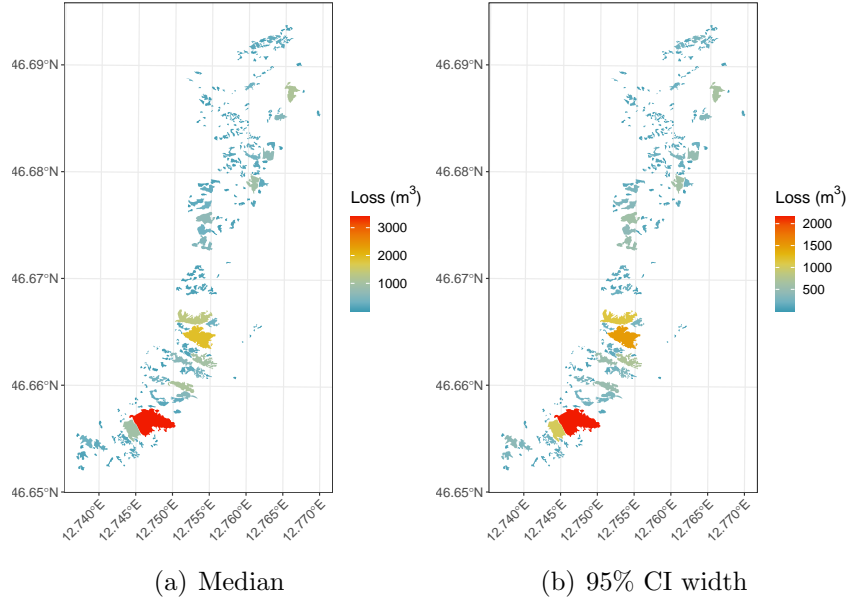 46.69°N
46.68°N
46.67°N
46.66°N
46.65°N
12.740°E
12.745°E
12.750°E
12.755°E
12.760°E
12.765°E
12.770°E
Loss (m³)
3000
2000
1000
(a) Median
46.69°N
46.68°N
46.67°N
46.66°N
46.65°N
12.740°E
12.745°E
12.750°E
12.755°E
12.760°E
12.765°E
12.770°E
Loss (m³)
2000
1500
1000
500
(b) 95% CI width